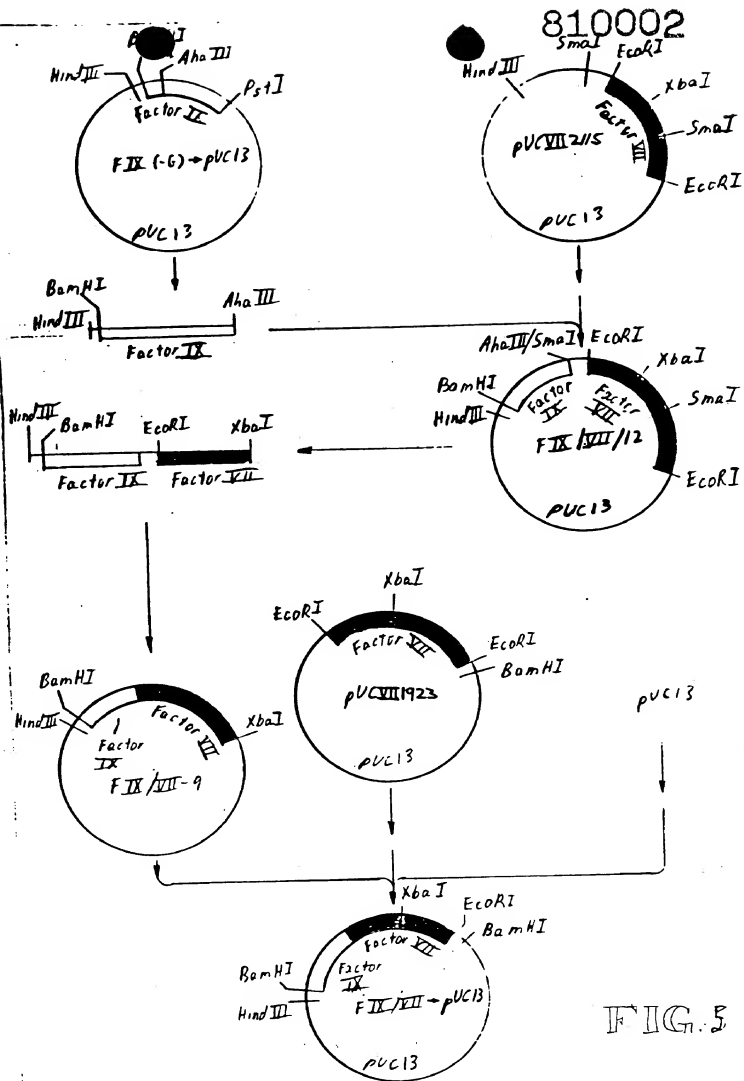 810002
BamHI
AhaIII
HindIII
PstI
Factor IX
FIX (-G) → pUC13
pUC13
HindIII
SmaI
EcoRI
XbaI
SmaI
Factor VII
pUCVII2115
EcoRI
pUC13
BamHI
HindIII
AhaIII
Factor IX
AhaIII/SmaI
EcoRI
XbaI
BamHI
SmaI
HindIII
Factor
IX
Factor
VII
FIX/VII/12
EcoRI
pUC13
HindIII
BamHI
EcoRI
XbaI
Factor IX
Factor VII
BamHI
HindIII
XbaI
Factor
IX
Factor VII
FIX/VII-9
XbaI
EcoRI
Factor VII
EcoRI
BamHI
pUCVII1923
pUC13
pUC13
XbaI
EcoRI
BamHI
Factor VII
BamHI
HindIII
Factor
IX
FIX/VII → pUC13
pUC13
FIG. 5